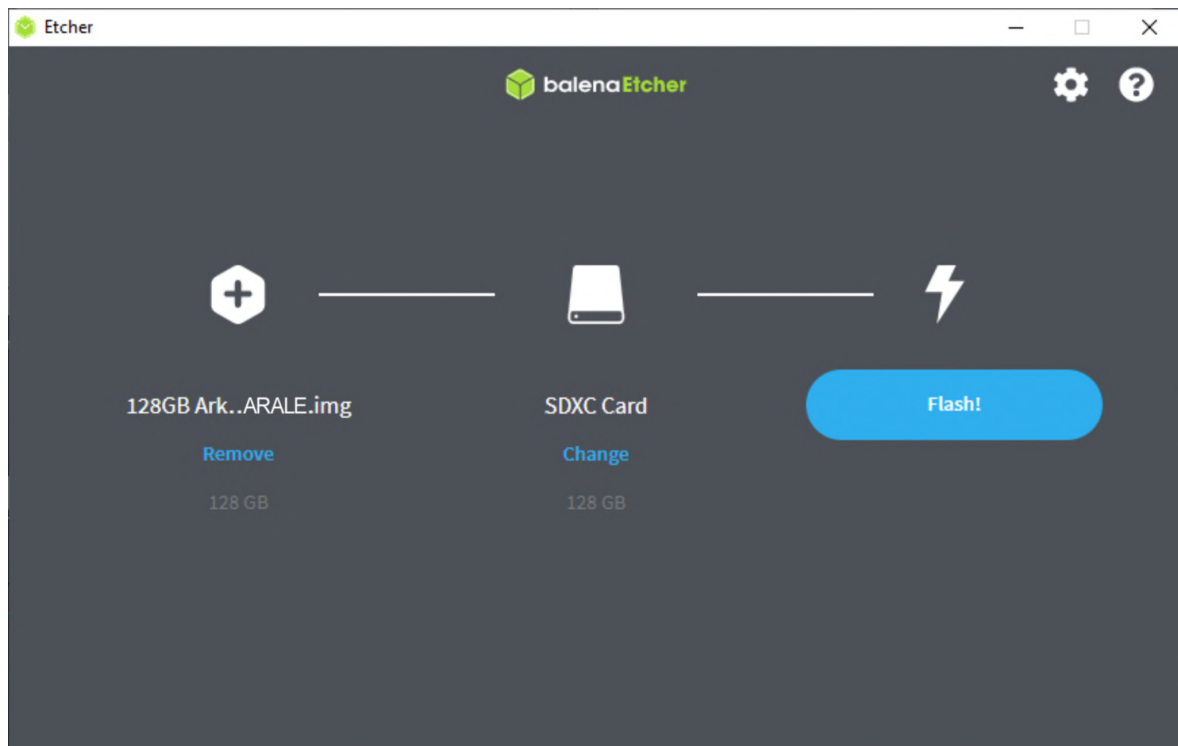 Etcher
balenaEtcher
128GB Ark..ARALE.img
SDXC Card
Flash!
Remove
Change
128 GB
128 GB